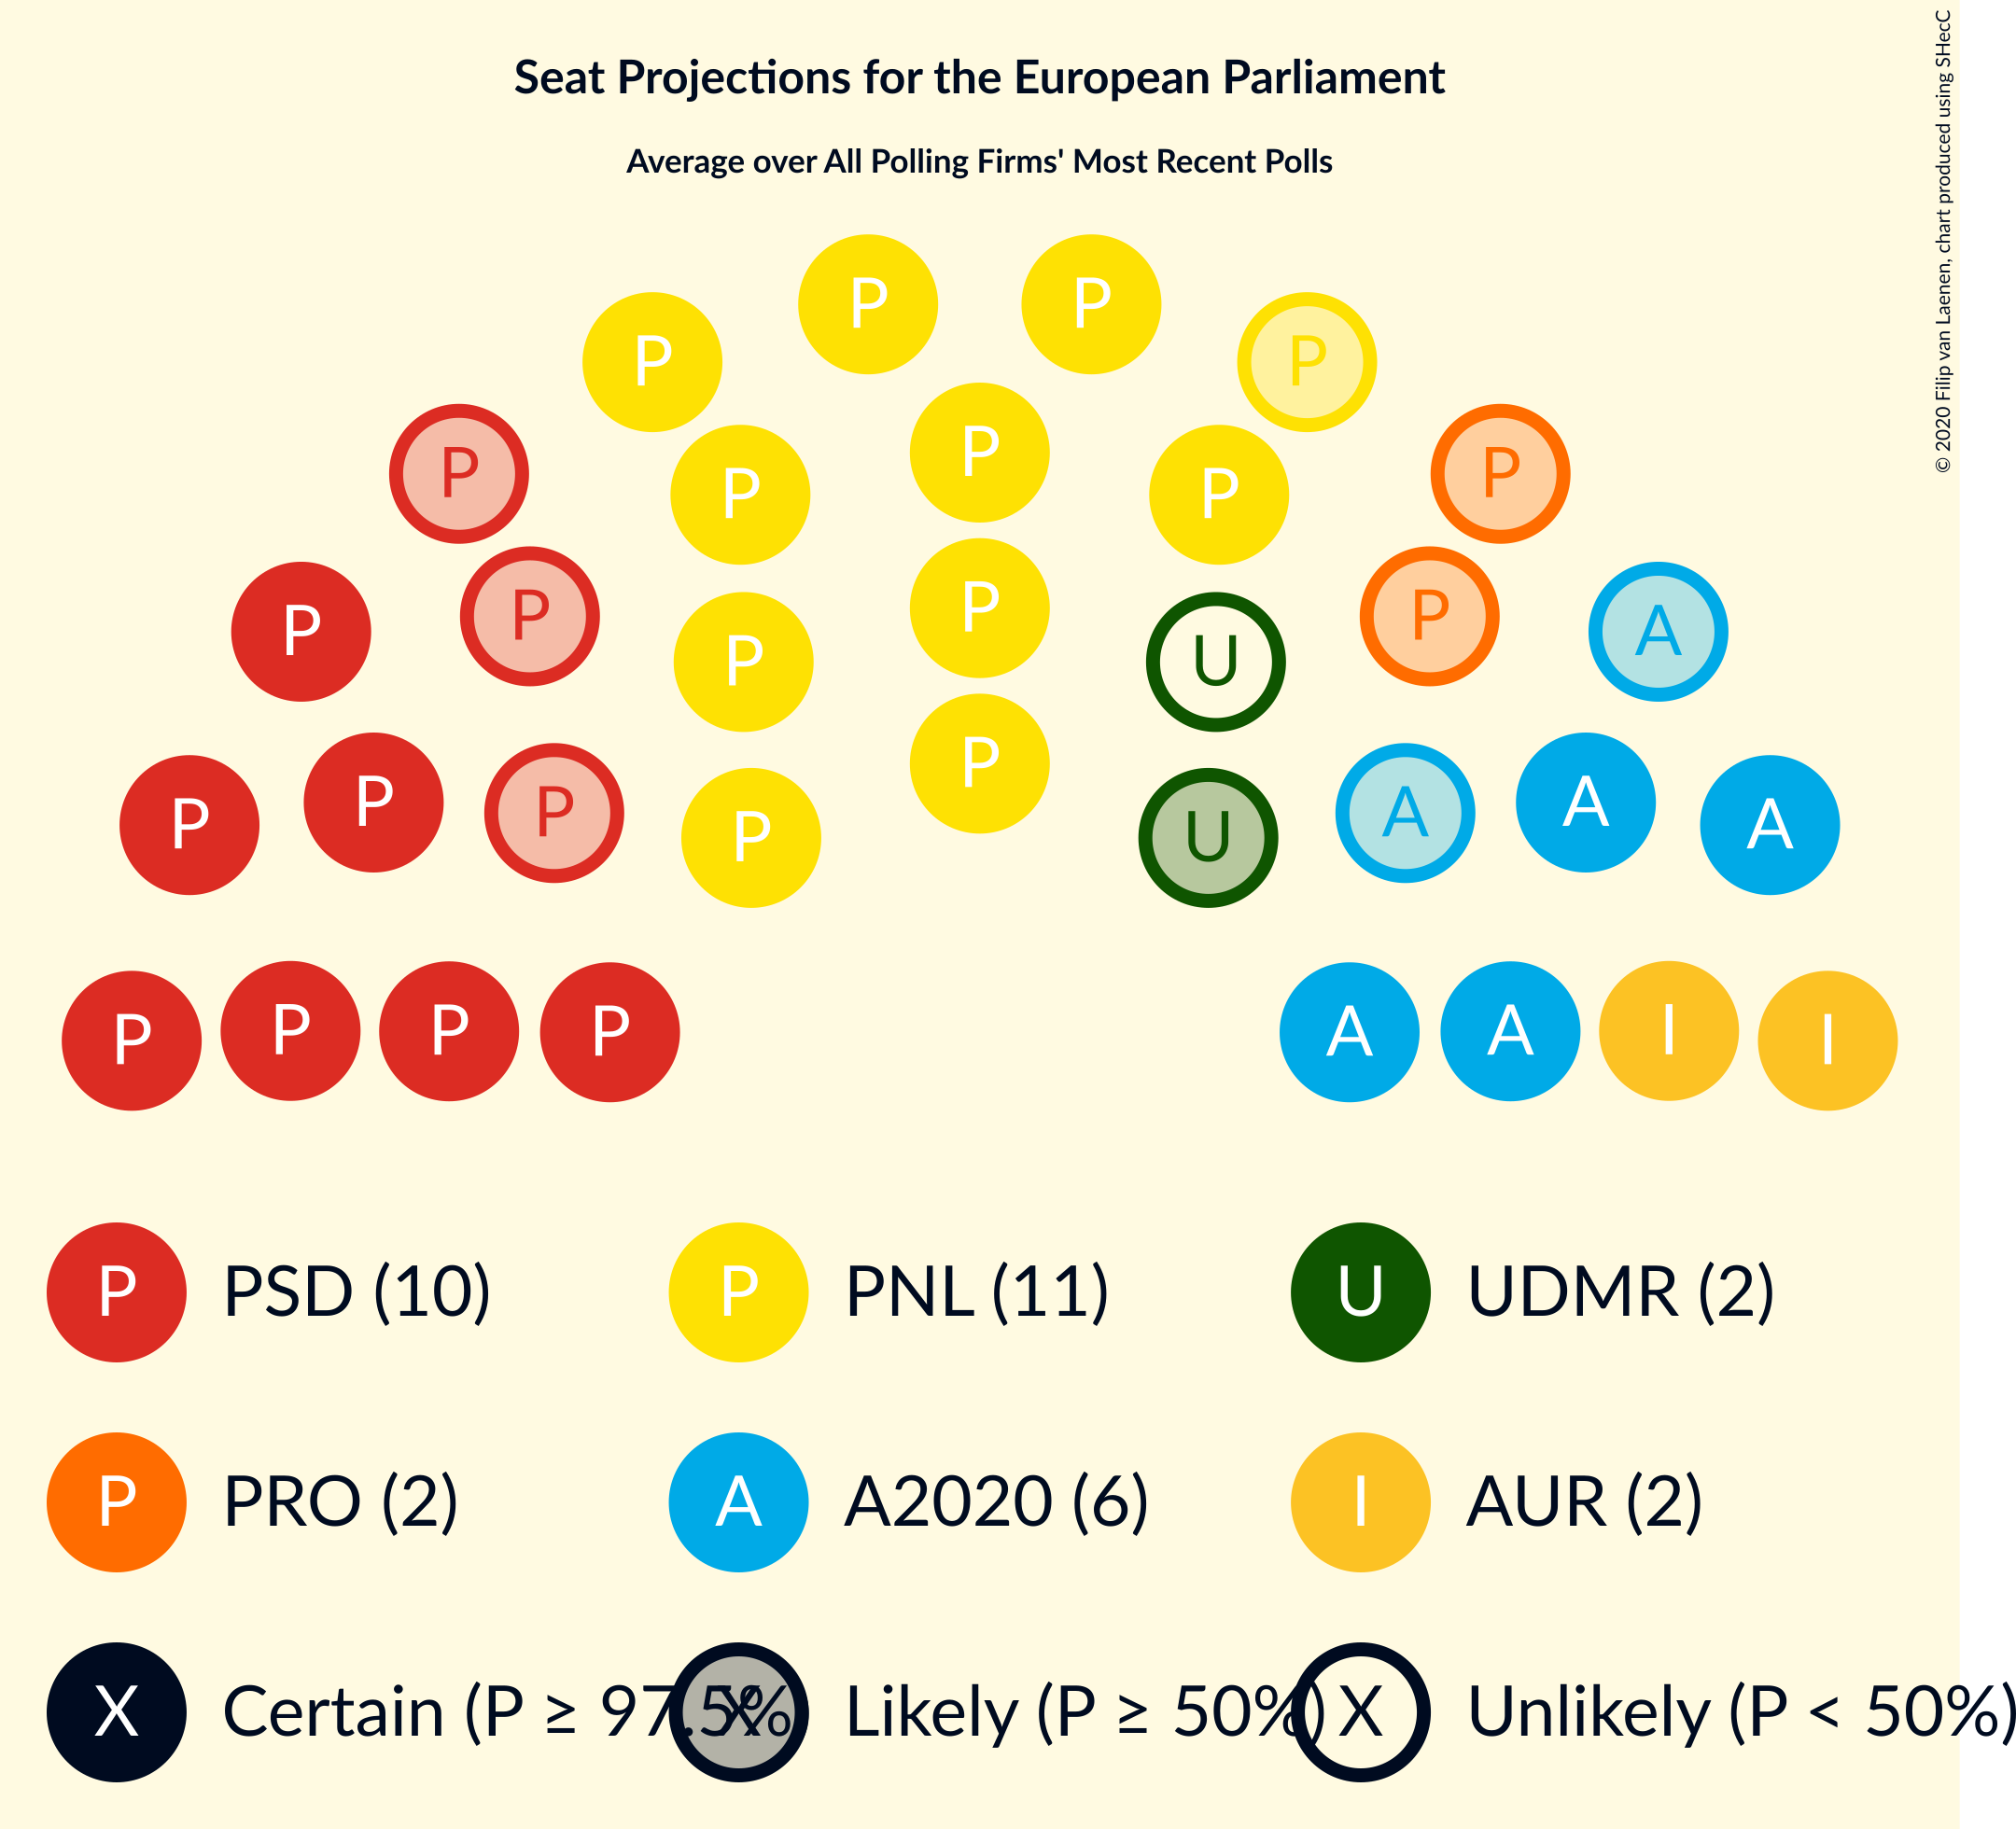 Seat Projections for the European Parliament
Average over All Polling Firms' Most Recent Polls
© 2020 Filip van Laenen, chart produced using SHecC
P P
P P
P
P P P
P P
P P
P P A
P U
P P
P P A A
P U
P P P P A A I I
P PSD (10) P PNL (11) U UDMR (2)
P PRO (2) A A2020 (6) I AUR (2)
X Certain (P ≥ 97.5% X Likely (P ≥ 50%) X Unlikely (P < 50%)